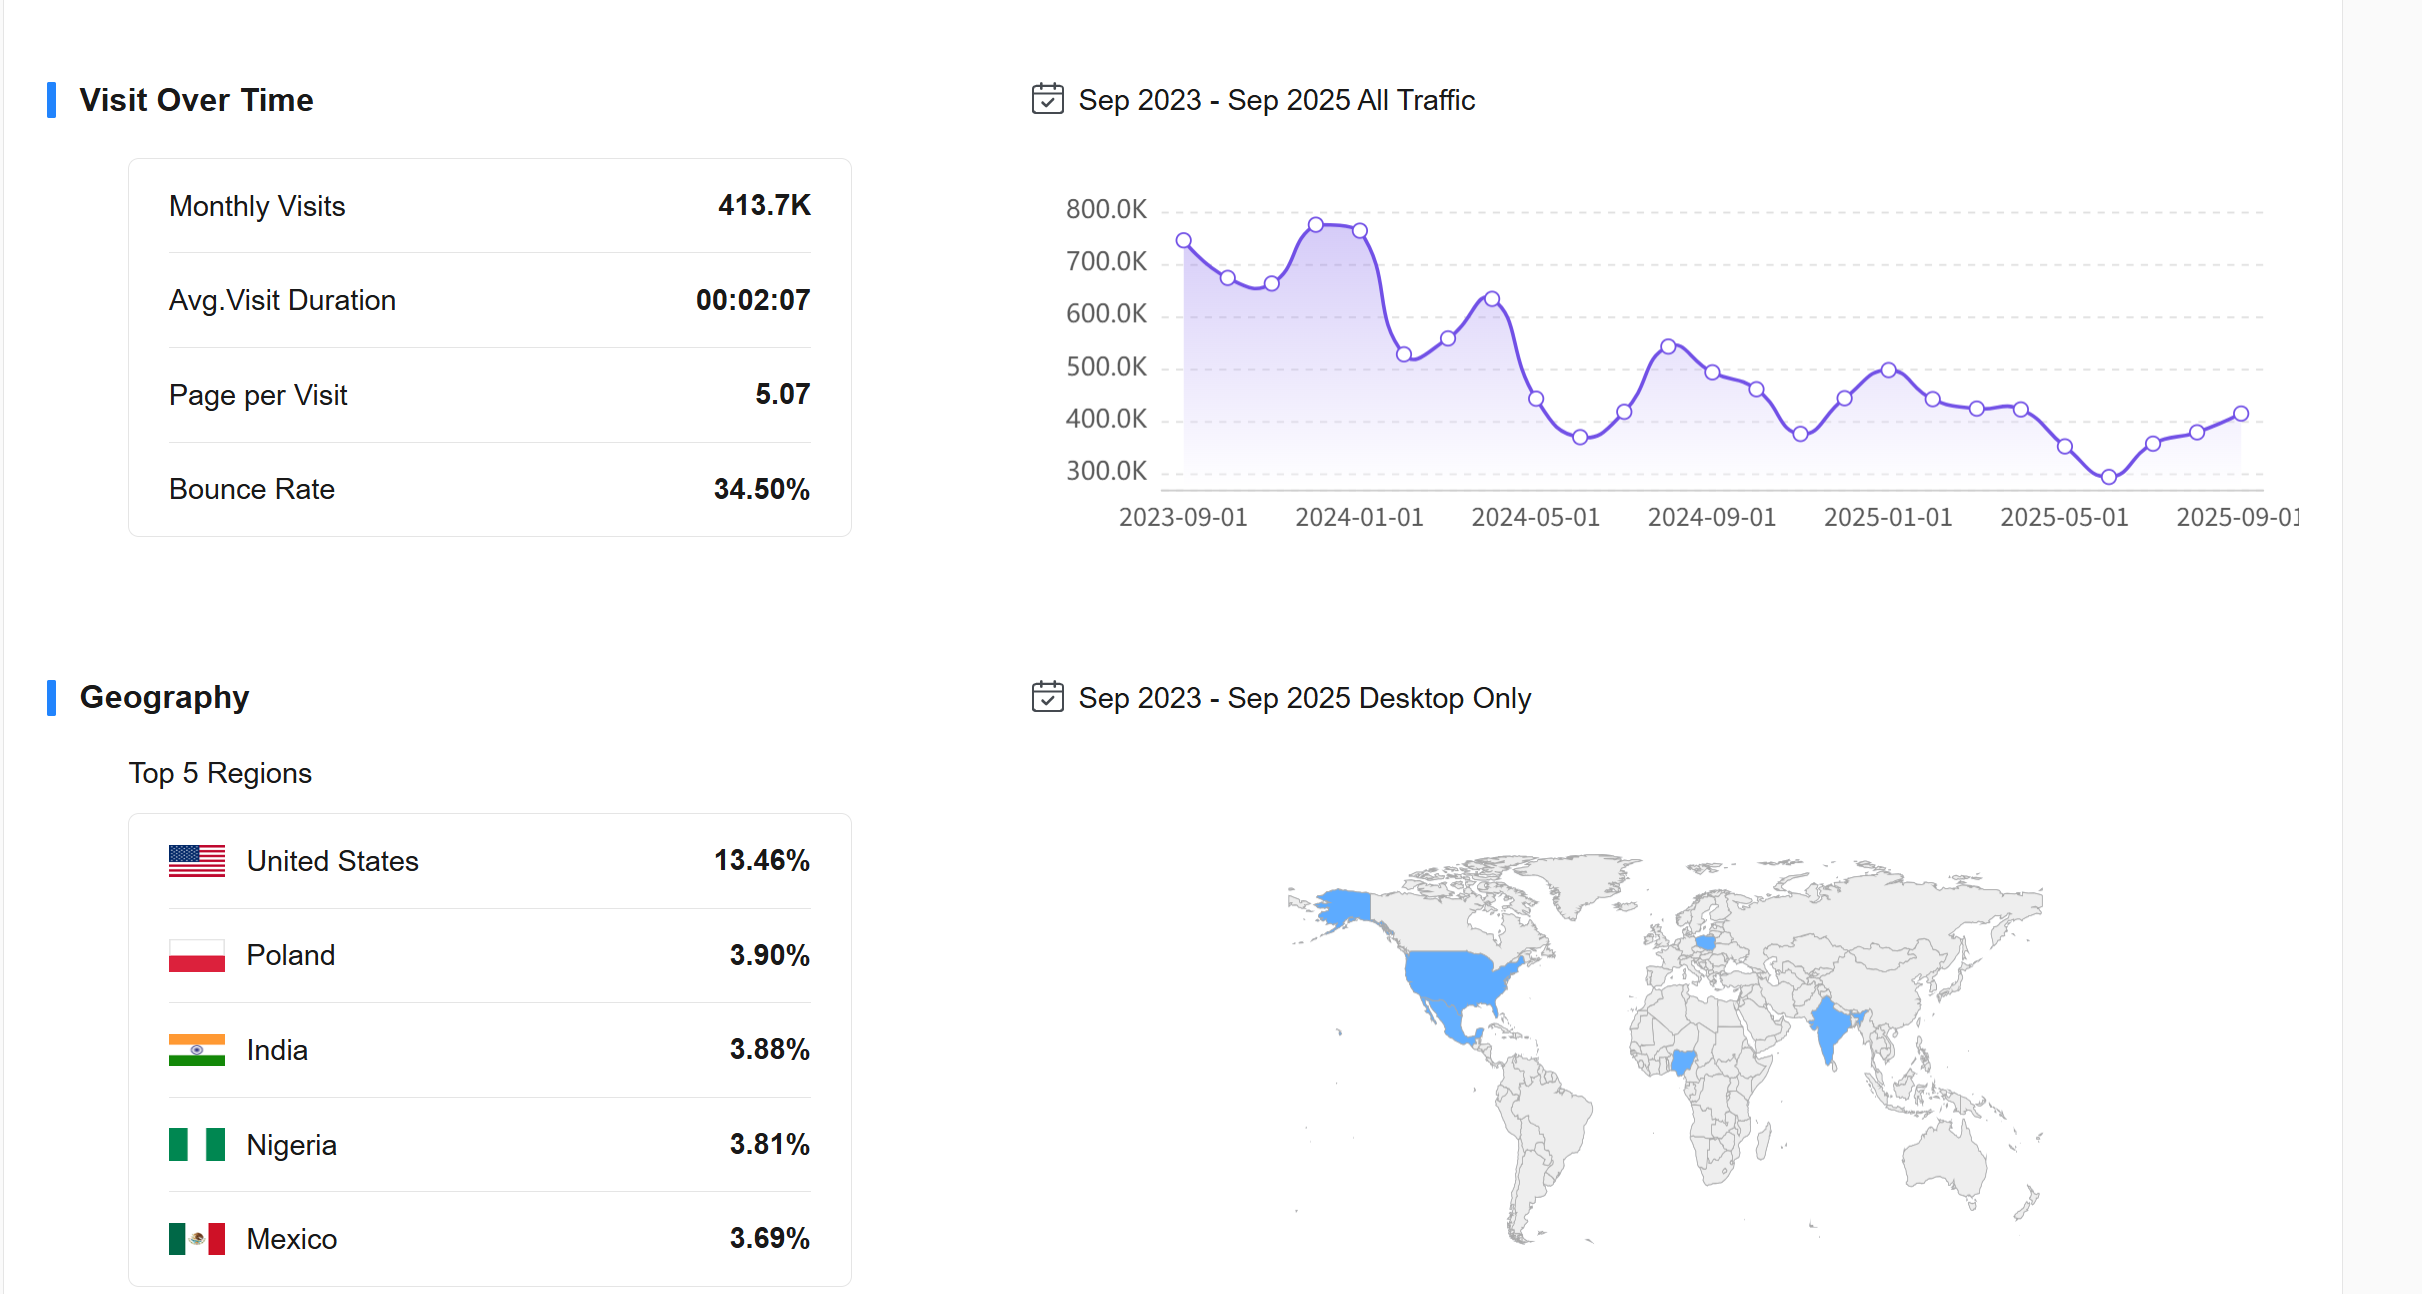 Visit Over Time
Sep 2023 - Sep 2025 All Traffic
Monthly Visits 413.7K
Avg.Visit Duration 00:02:07
Page per Visit 5.07
Bounce Rate 34.50%
800.0K
700.0K
600.0K
500.0K
400.0K
300.0K
2023-09-01 2024-01-01 2024-05-01 2024-09-01 2025-01-01 2025-05-01 2025-09-01
Geography
Sep 2023 - Sep 2025 Desktop Only
Top 5 Regions
United States 13.46%
Poland 3.90%
India 3.88%
Nigeria 3.81%
Mexico 3.69%